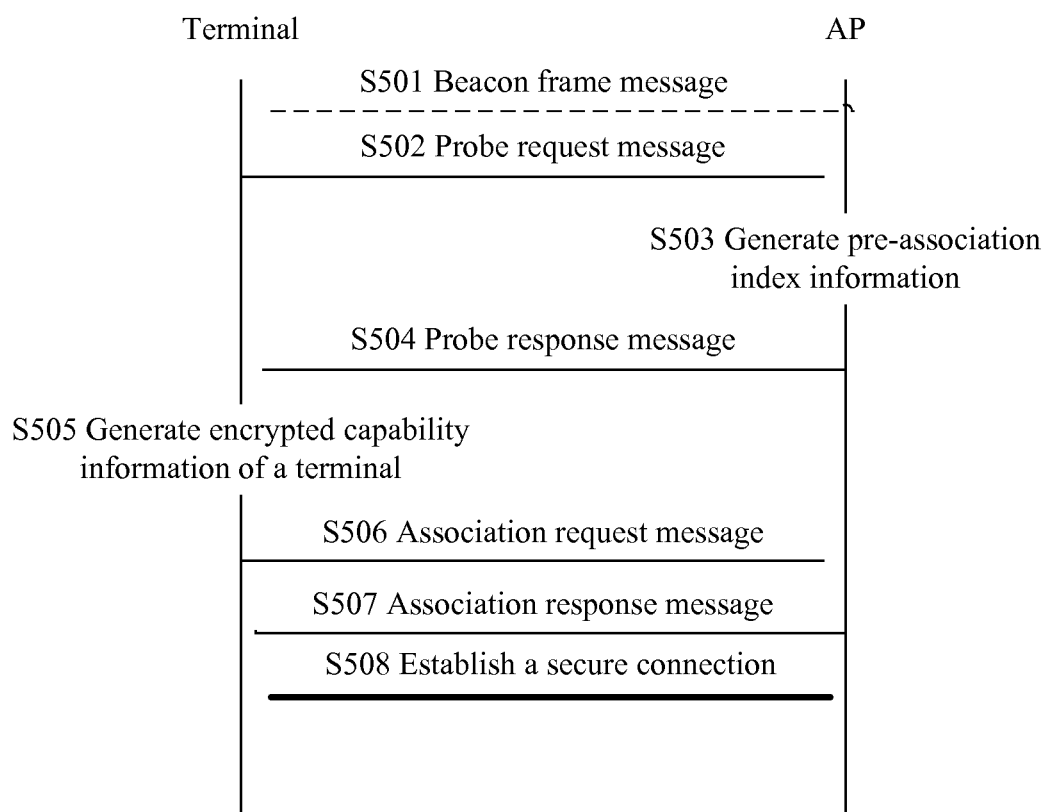 Terminal
AP
S501 Beacon frame message
S502 Probe request message
S503 Generate pre-association
index information
S504 Probe response message
S505 Generate encrypted capability
information of a terminal
S506 Association request message
S507 Association response message
S508 Establish a secure connection